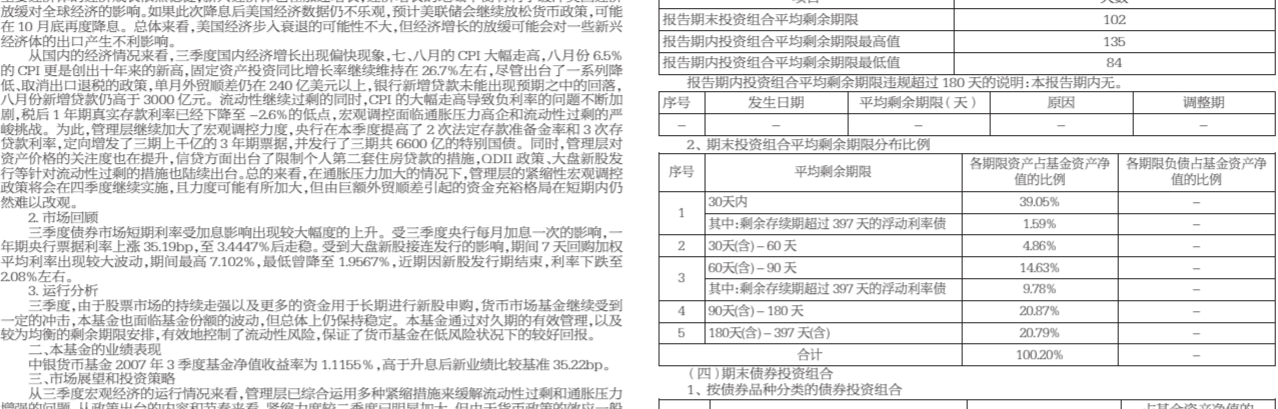 放缓对全球经济的影响。如果此次降息后美国经济数据仍不乐观，预计美联储会继续放松货币政策，可能
在 10 月底再度降息。总体来看，美国经济步入衰退的可能性不大，但经济增长的放缓可能会对一些新兴
经济体的出口产生不利影响。
从国内的经济情况来看，三季度国内经济增长出现偏快现象，七、八月的 CPI 大幅走高，八月份 6.5%
的 CPI 更是创出十年来的新高，固定资产投资同比增长率继续维持在 26.7%左右，尽管出台了一系列降
低、取消出口退税的政策，单月外贸顺差仍在 240 亿美元以上，银行新增贷款未能出现预期之中的回落，
八月份新增贷款仍高于 3000 亿元。流动性继续过剩的同时，CPI 的大幅走高导致负利率的问题不断加
剧，税后 1 年期真实存款利率已经下降至 –2.6%的低点，宏观调控面临通胀压力高企和流动性过剩的严
峻挑战。为此，管理层继续加大了宏观调控力度，央行在本季度提高了 2 次法定存款准备金率和 3 次存
贷款利率，定向增发了三期上千亿的 3 年期票据，并发行了三期共 6600 亿的特别国债。同时，管理层对
资产价格的关注度也在提升，信贷方面出台了限制个人第二套住房贷款的措施，QDII 政策、大盘新股发
行等针对流动性过剩的措施也陆续出台。总的来看，在通胀压力加大的情况下，管理层的紧缩性宏观调控
政策将会在四季度继续实施，且力度可能有所加大，但由巨额外贸顺差引起的资金充裕格局在短期内仍
然难以改观。
2. 市场回顾
三季度债券市场短期利率受加息影响出现较大幅度的上升。受三季度央行每月加息一次的影响，一
年期央行票据利率上涨 35.19bp，至 3.4447%后走稳。受到大盘新股接连发行的影响，期间 7 天回购加权
平均利率出现较大波动，期间最高 7.102%，最低曾降至 1.9567%，近期因新股发行期结束，利率下跌至
2.08%左右。
3. 运行分析
三季度，由于股票市场的持续走强以及更多的资金用于长期进行新股申购，货币市场基金继续受到
一定的冲击，本基金也面临基金份额的波动，但总体上仍保持稳定。本基金通过对久期的有效管理，以及
较为均衡的剩余期限安排，有效地控制了流动性风险，保证了货币基金在低风险状况下的较好回报。
二、本基金的业绩表现
中银货币基金 2007 年 3 季度基金净值收益率为 1.1155%，高于升息后新业绩比较基准 35.22bp。
三、市场展望和投资策略
从三季度宏观经济的运行情况来看，管理层已综合运用多种紧缩措施来缓解流动性过剩和通胀压力
报告期末投资组合平均剩余期限 102
报告期内投资组合平均剩余期限最高值 135
报告期内投资组合平均剩余期限最低值 84
报告期内投资组合平均剩余期限违规超过 180 天的说明：本报告期内无。
序号 发生日期 平均剩余期限（天） 原因 调整期
– – – – –
2、期末投资组合平均剩余期限分布比例
序号 平均剩余期限 各期限资产占基金资产净值的比例 各期限负债占基金资产净值的比例
1 30天内 39.05% –
其中：剩余存续期超过 397 天的浮动利率债 1.59% –
2 30天(含) – 60 天 4.86% –
3 60天(含) – 90 天 14.63% –
其中：剩余存续期超过 397 天的浮动利率债 9.78% –
4 90天(含) – 180 天 20.87% –
5 180天(含) – 397 天(含) 20.79% –
合计 100.20% –
（四）期末债券投资组合
1、按债券品种分类的债券投资组合